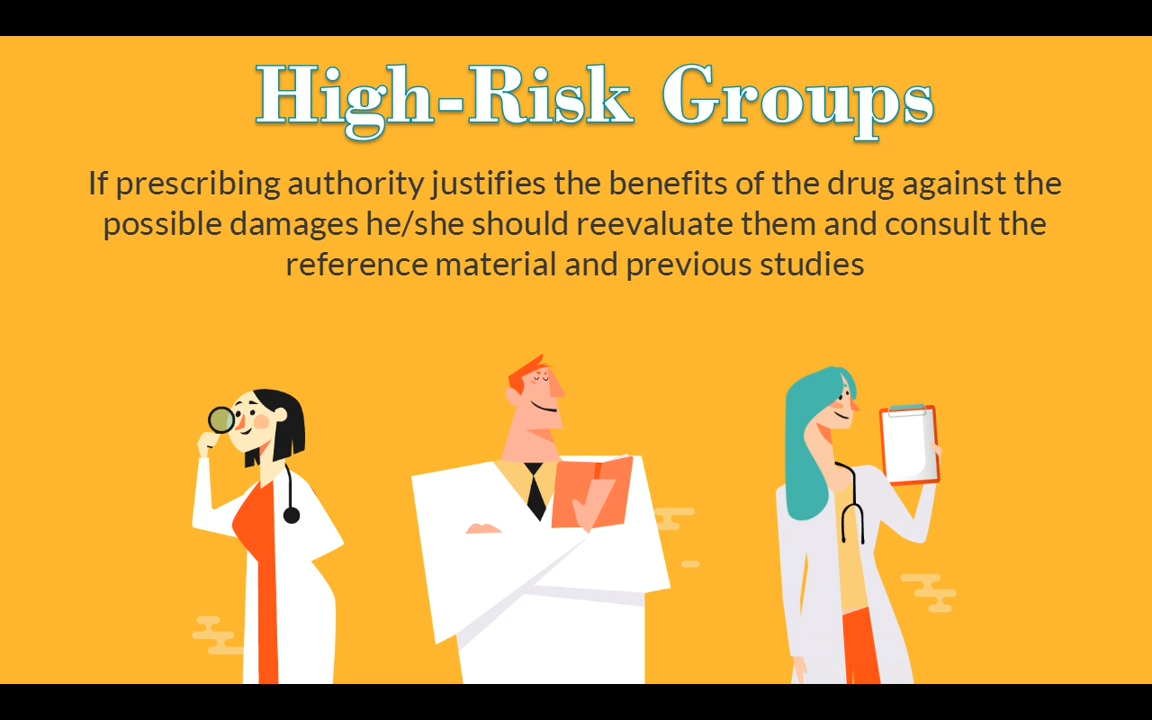 High-Risk Groups
If prescribing authority justifies the benefits of the drug against the
possible damages he/she should reevaluate them and consult the
reference material and previous studies